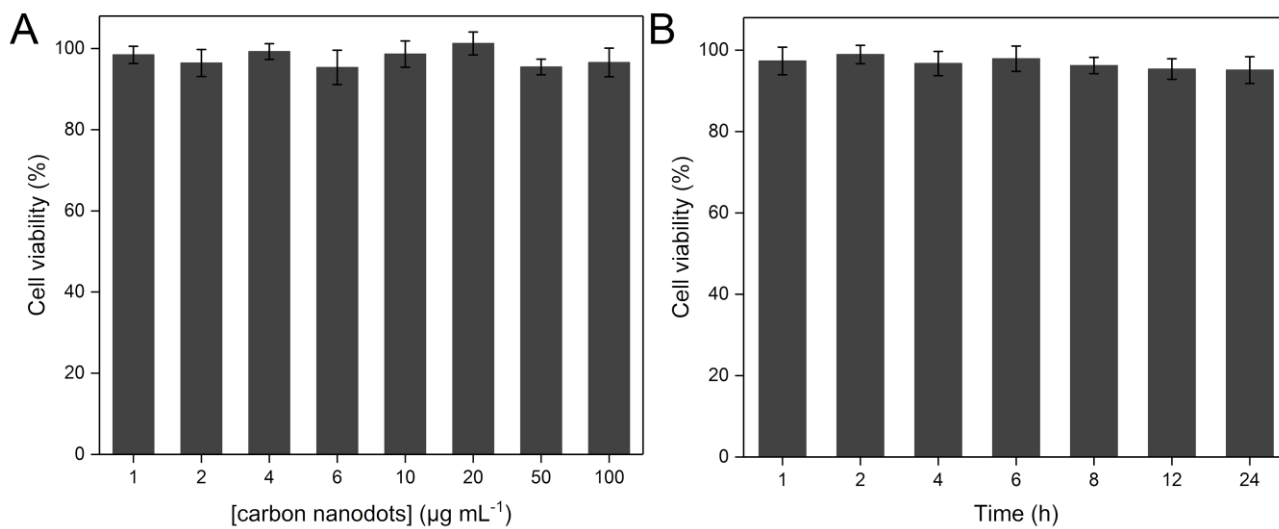 A
Cell viability (%)
100
80
60
40
20
0
1 2 4 6 10 20 50 100
[carbon nanodots] (µg mL⁻¹)
B
Cell viability (%)
100
80
60
40
20
0
1 2 4 6 8 12 24
Time (h)